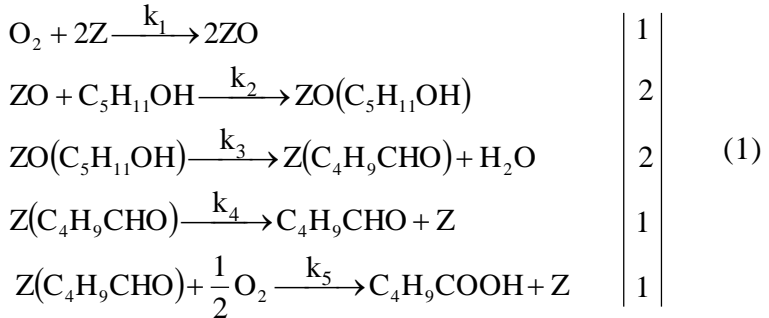 O₂ + 2Z —k₁→ 2ZO | 1 |
ZO + C₅H₁₁OH —k₂→ ZO(C₅H₁₁OH) | 2 |
ZO(C₅H₁₁OH) —k₃→ Z(C₄H₉CHO) + H₂O | 2 | (1)
Z(C₄H₉CHO) —k₄→ C₄H₉CHO + Z | 1 |
Z(C₄H₉CHO) + 1/2 O₂ —k₅→ C₄H₉COOH + Z | 1 |